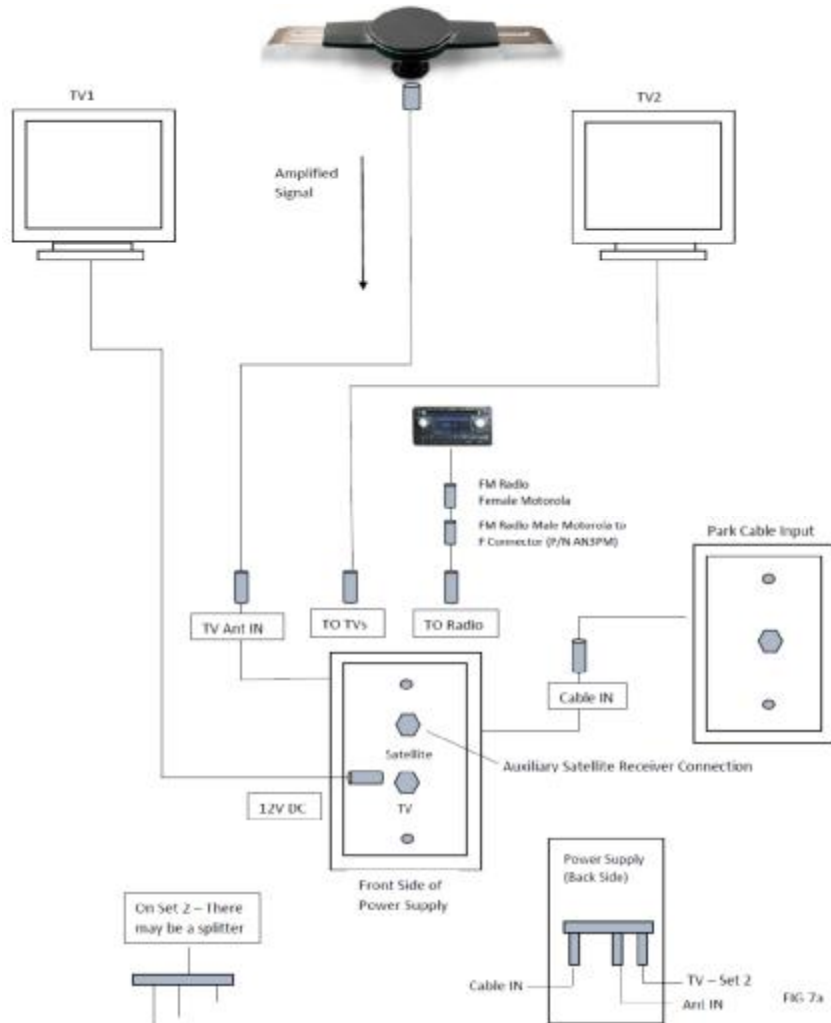 TV1
TV2
Amplified
Signal
FM Radio
Female Motorola
FM Radio Male Motorola to
F Connector (P/N AN3PM)
Park Cable Input
TV Ant IN
TO TVs
TO Radio
Cable IN
Satellite
Auxiliary Satellite Receiver Connection
12V DC
TV
Front Side of
Power Supply
Power Supply
(Back Side)
On Set 2 – There
may be a splitter
Cable IN
TV – Set 2
Ant IN
FIG 7a